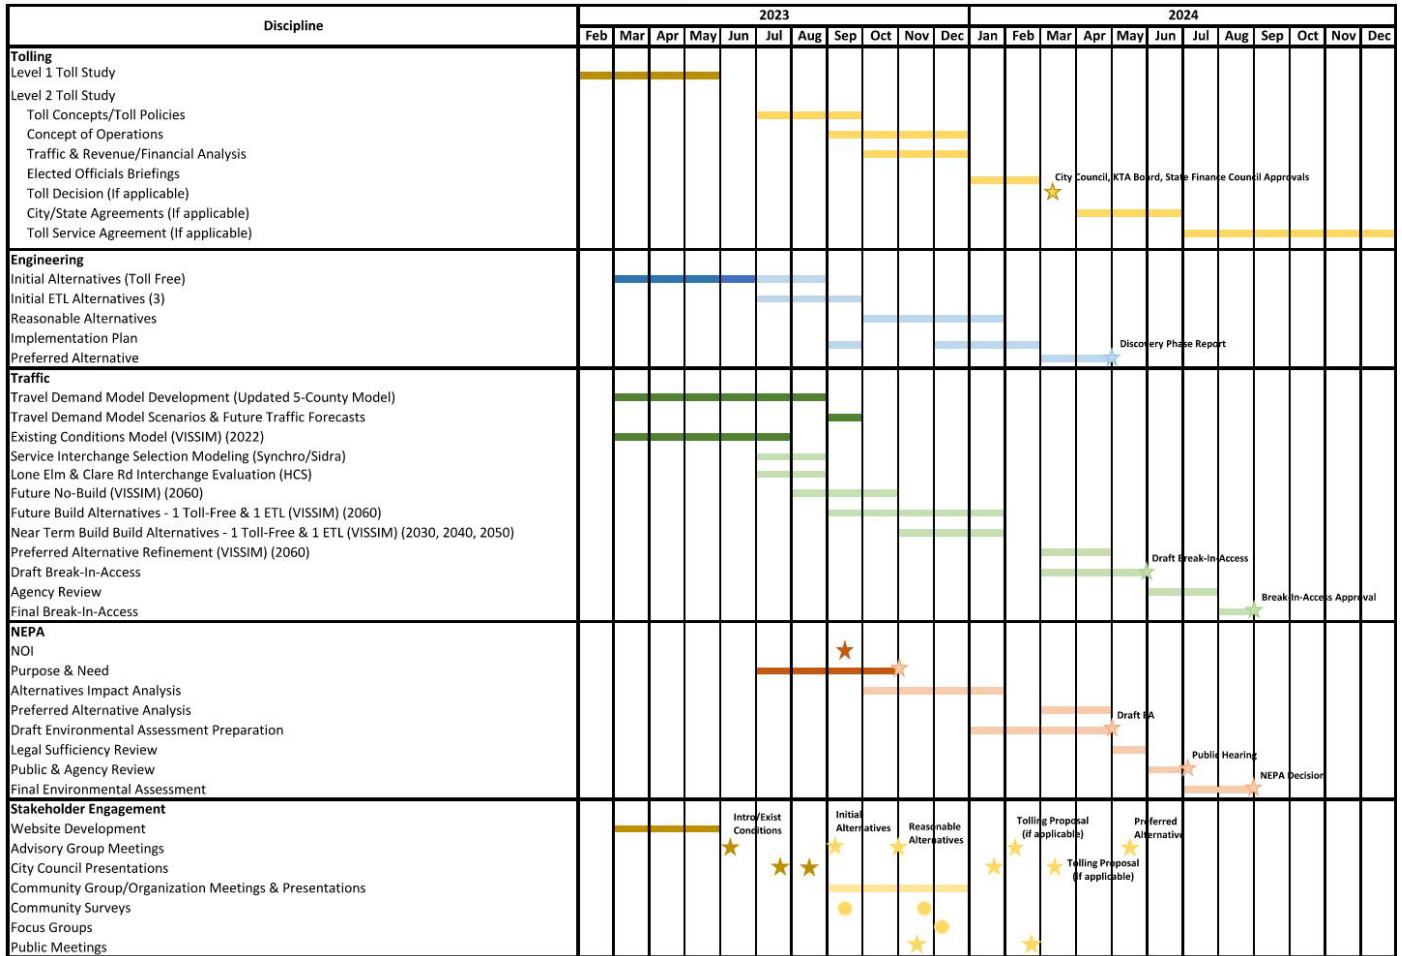 Discipline
2023
2024
Feb Mar Apr May Jun Jul Aug Sep Oct Nov Dec Jan Feb Mar Apr May Jun Jul Aug Sep Oct Nov Dec
Tolling
Level 1 Toll Study
Level 2 Toll Study
Toll Concepts/Toll Policies
Concept of Operations
Traffic & Revenue/Financial Analysis
Elected Officials Briefings
City Council, KTA Board, State Finance Council Approvals
Toll Decision (If applicable)
City/State Agreements (If applicable)
Toll Service Agreement (If applicable)
Engineering
Initial Alternatives (Toll Free)
Initial ETL Alternatives (3)
Reasonable Alternatives
Implementation Plan
Discovery Phase Report
Preferred Alternative
Traffic
Travel Demand Model Development (Updated 5-County Model)
Travel Demand Model Scenarios & Future Traffic Forecasts
Existing Conditions Model (VISSIM) (2022)
Service Interchange Selection Modeling (Synchro/Sidra)
Lone Elm & Clare Rd Interchange Evaluation (HCS)
Future No-Build (VISSIM) (2060)
Future Build Alternatives - 1 Toll-Free & 1 ETL (VISSIM) (2060)
Near Term Build Build Alternatives - 1 Toll-Free & 1 ETL (VISSIM) (2030, 2040, 2050)
Preferred Alternative Refinement (VISSIM) (2060)
Draft Break-In-Access
Draft Break-In-Access
Agency Review
Break-In-Access Approval
Final Break-In-Access
NEPA
NOI
Purpose & Need
Alternatives Impact Analysis
Preferred Alternative Analysis
Draft EA
Draft Environmental Assessment Preparation
Legal Sufficiency Review
Public Hearing
Public & Agency Review
NEPA Decision
Final Environmental Assessment
Stakeholder Engagement
Website Development
Intro/Exist
Conditions
Initial
Alternatives
Reasonable
Alternatives
Tolling Proposal
(if applicable)
Preferred
Alternative
Advisory Group Meetings
City Council Presentations
Tolling Proposal
(if applicable)
Community Group/Organization Meetings & Presentations
Community Surveys
Focus Groups
Public Meetings